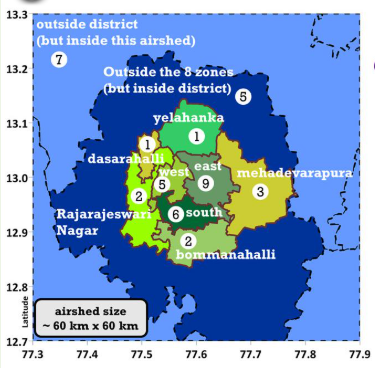 13.3
outside district
(but inside this airshed)
7
13.2
Outside the 8 zones
(but inside district)
5
13.1
yelahanka
1
1
dasarahalli
west
east
mahadevarapura
13.0
5
9
3
2
6
south
Rajarajeswari
Nagar
2
12.9
bommanahalli
12.8
Latitude
airshed size
~ 60 km x 60 km
12.7
77.3
77.4
77.5
77.6
77.7
77.8
77.9